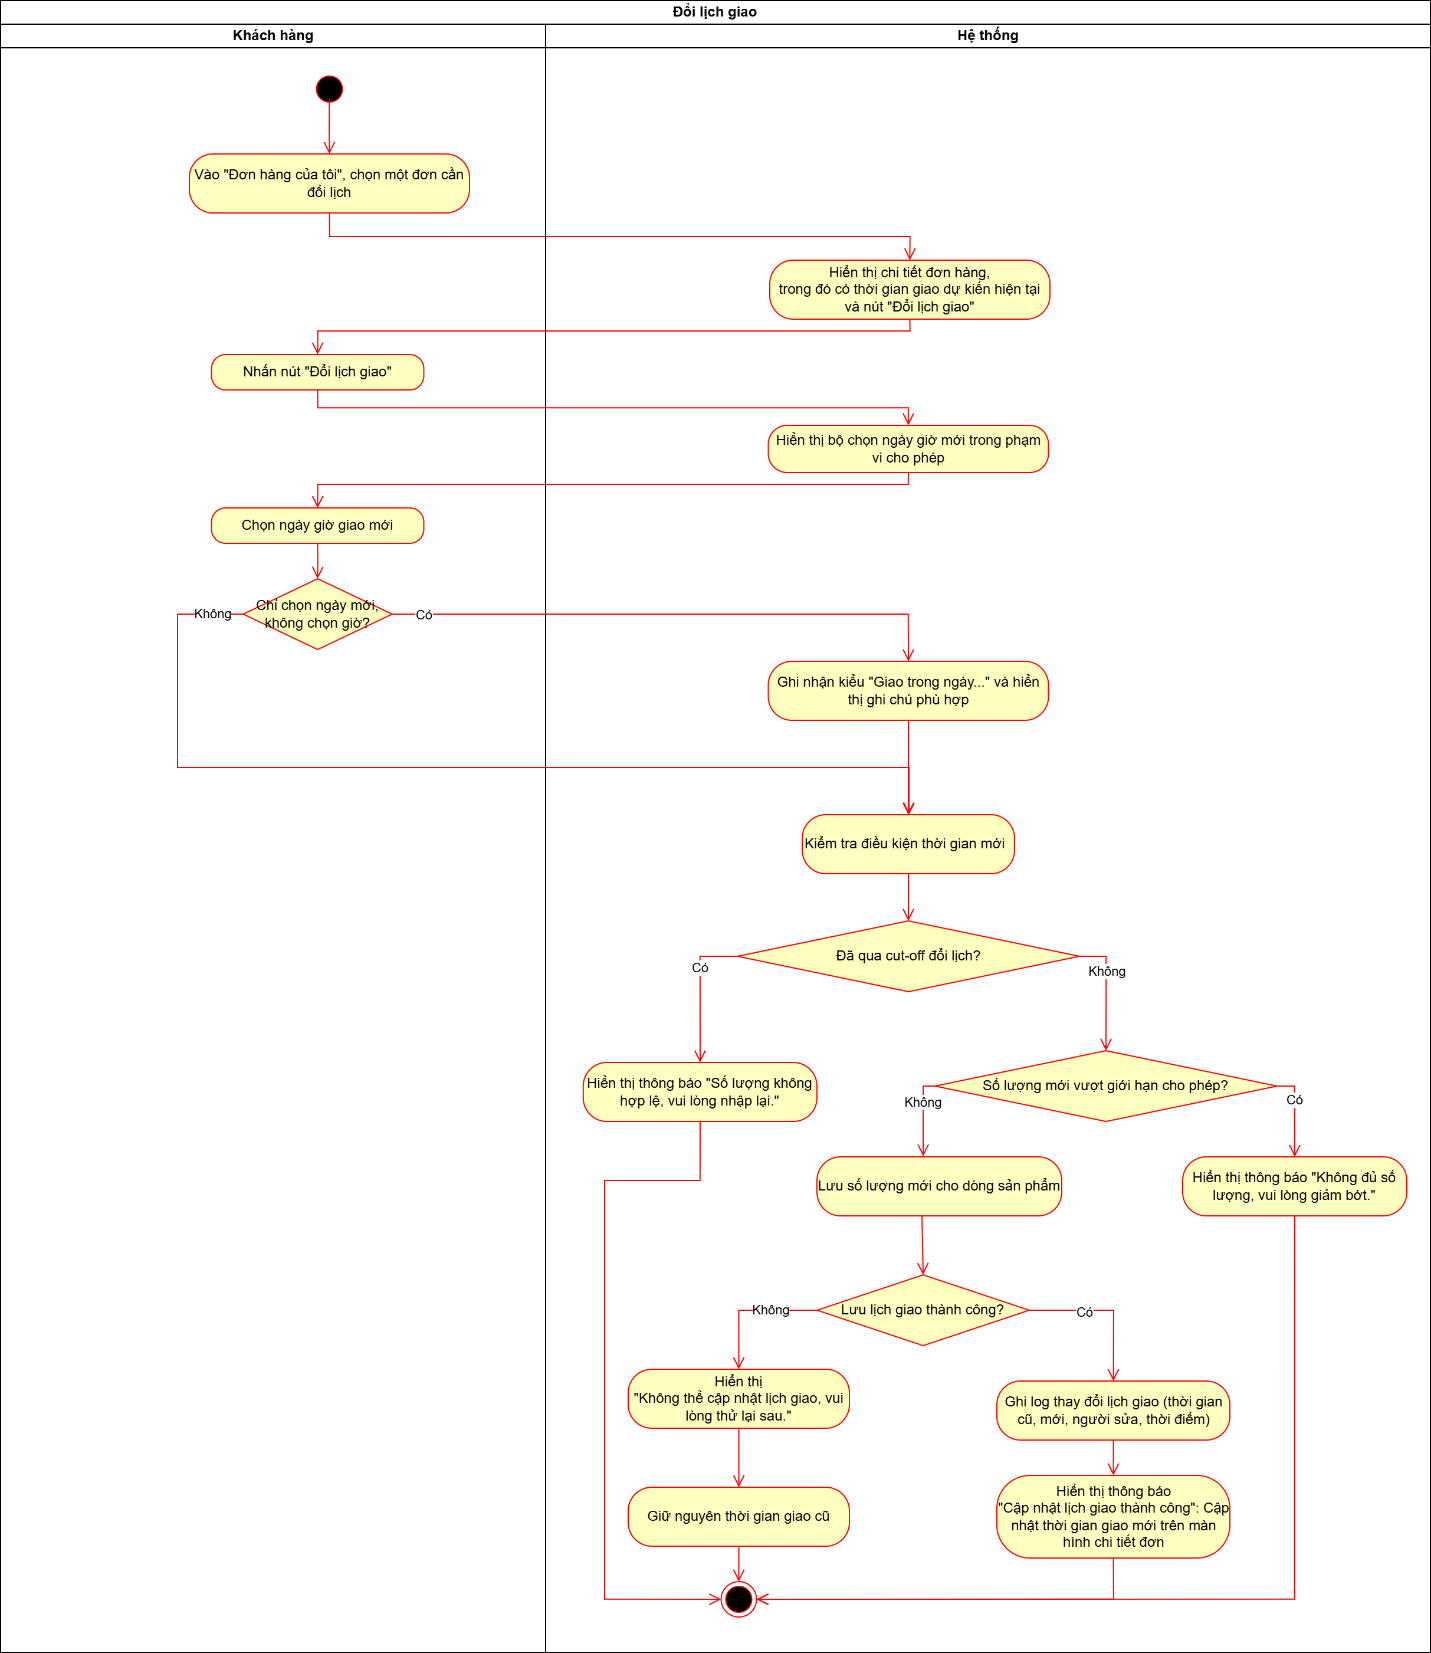 Đổi lịch giao
Khách hàng
Hệ thống
Vào "Đơn hàng của tôi", chọn một đơn cần
đổi lịch
Hiển thị chi tiết đơn hàng,
trong đó có thời gian giao dự kiến hiện tại
và nút "Đổi lịch giao"
Nhấn nút "Đổi lịch giao"
Hiển thị bộ chọn ngày giờ mới trong phạm
vi cho phép
Chọn ngày giờ giao mới
Chỉ chọn ngày mới,
không chọn giờ?
Không
Có
Ghi nhận kiểu "Giao trong ngày..." và hiển
thị ghi chú phù hợp
Kiểm tra điều kiện thời gian mới
Đã qua cut-off đổi lịch?
Có
Không
Hiển thị thông báo "Số lượng không
hợp lệ, vui lòng nhập lại."
Số lượng mới vượt giới hạn cho phép?
Không
Có
Lưu số lượng mới cho dòng sản phẩm
Hiển thị thông báo "Không đủ số
lượng, vui lòng giảm bớt."
Lưu lịch giao thành công?
Không
Có
Hiển thị
"Không thể cập nhật lịch giao, vui
lòng thử lại sau."
Ghi log thay đổi lịch giao (thời gian
cũ, mới, người sửa, thời điểm)
Giữ nguyên thời gian giao cũ
Hiển thị thông báo
"Cập nhật lịch giao thành công": Cập
nhật thời gian giao mới trên màn
hình chi tiết đơn